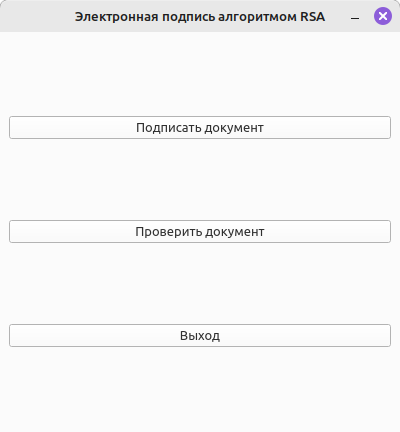 Электронная подпись алгоритмом RSA
Подписать документ
Проверить документ
Выход